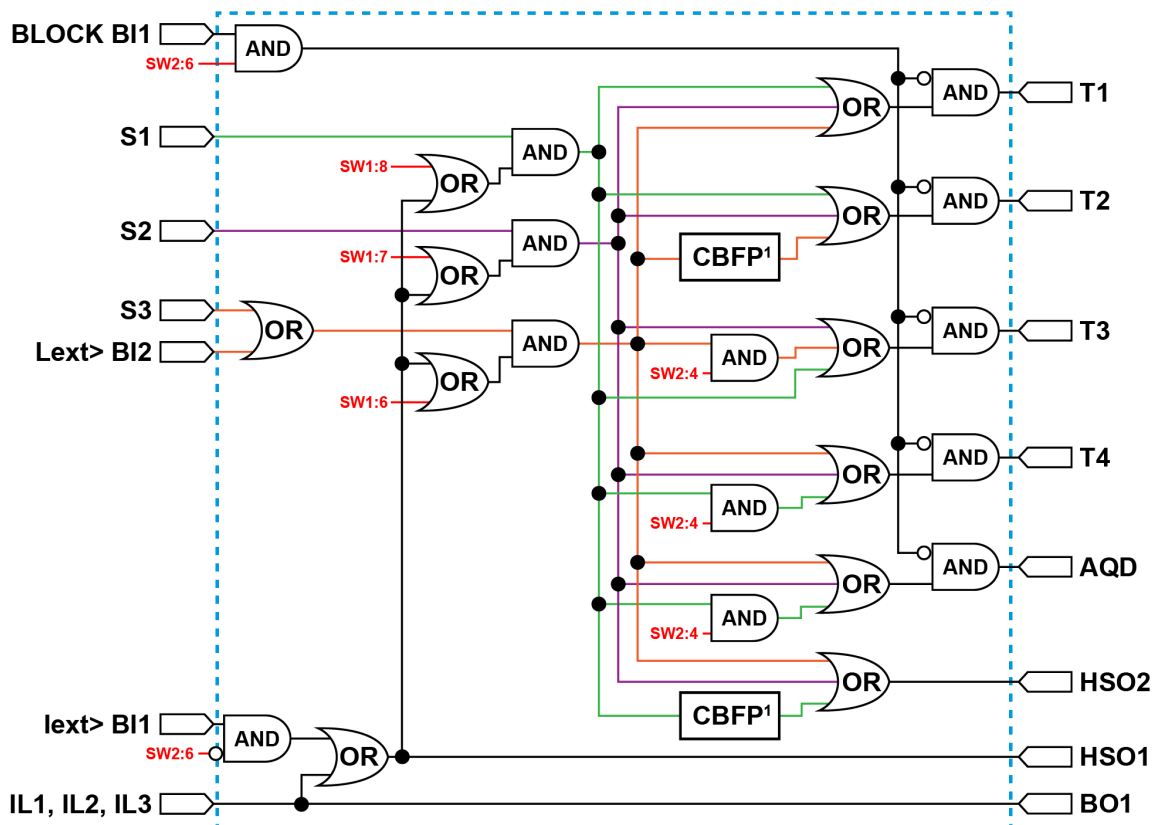 BLOCK BI1
SW2:6
AND
AND
T1
OR
S1
AND
SW1:8
OR
AND
T2
OR
S2
AND
SW1:7
OR
CBFP¹
S3
Lext> BI2
OR
AND
SW1:6
OR
AND
SW2:4
OR
AND
T3
AND
T4
OR
AND
SW2:4
AND
AQD
OR
AND
SW2:4
OR
HSO2
CBFP¹
Iext> BI1
SW2:6
AND
OR
HSO1
IL1, IL2, IL3
BO1